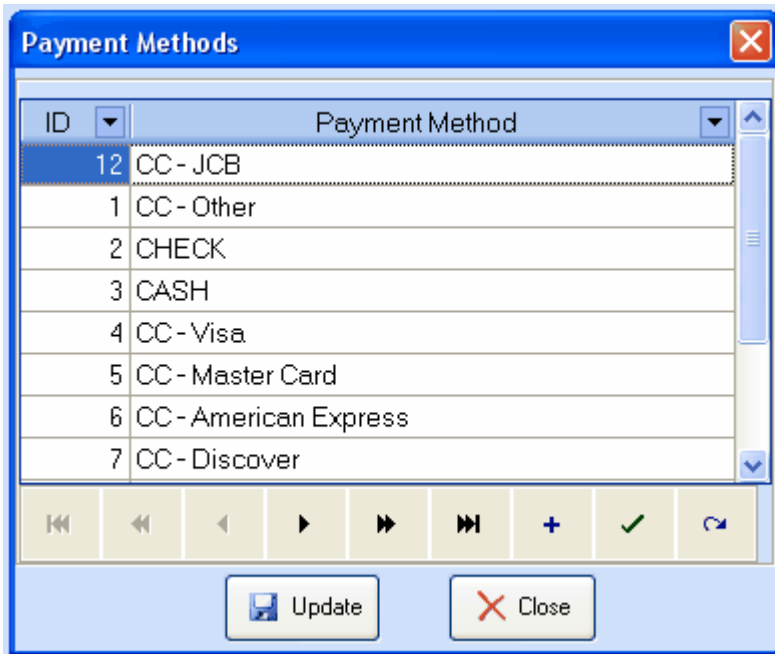 Payment Methods
ID Payment Method
12 CC - JCB
1 CC - Other
2 CHECK
3 CASH
4 CC - Visa
5 CC - Master Card
6 CC - American Express
7 CC - Discover
Update Close